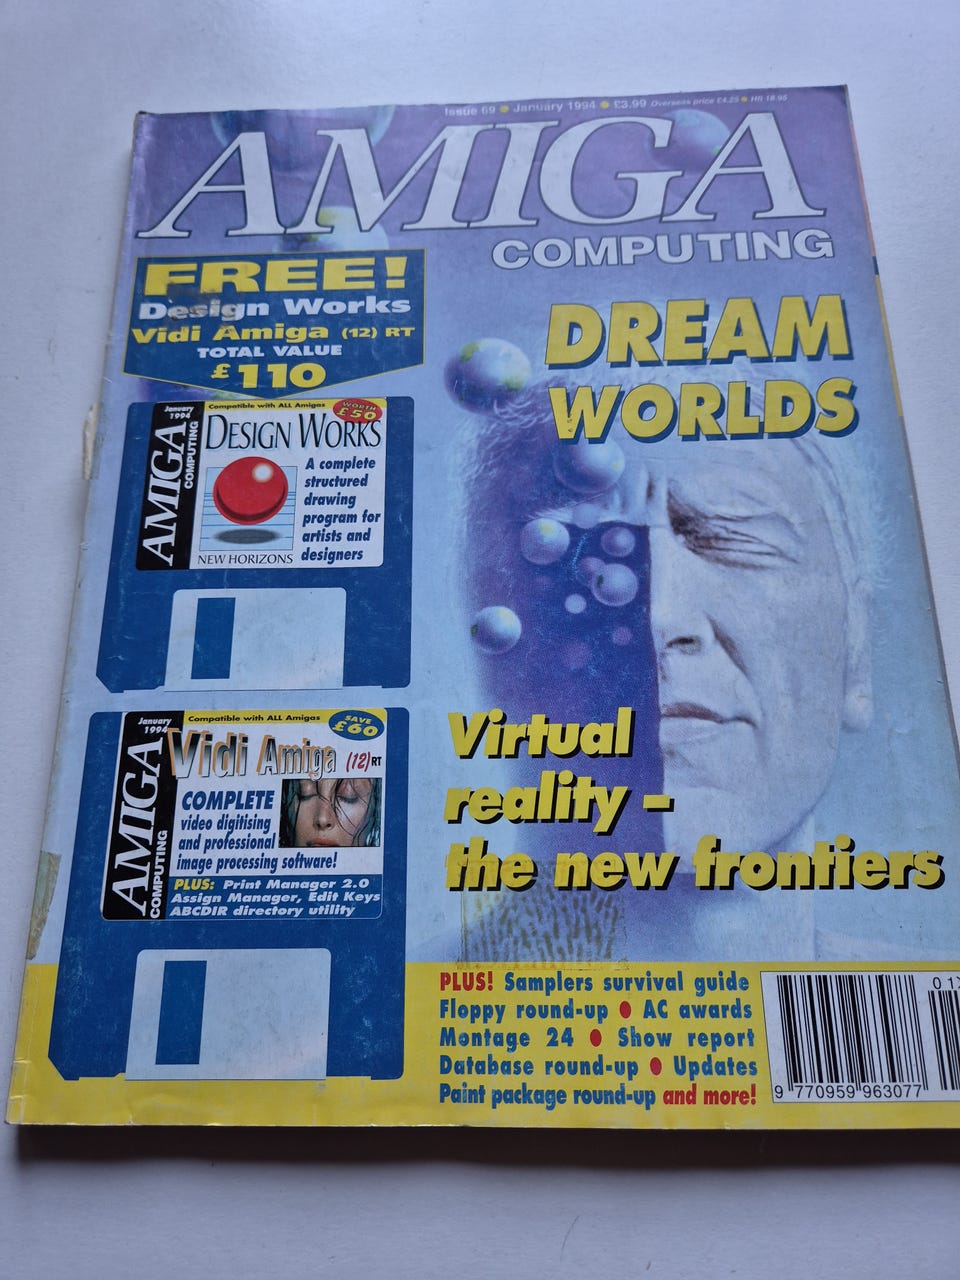 Issue 69 ● January 1994 ● £3.99 Overseas price £4.25 ● Hfl 18.95
AMIGA
COMPUTING
FREE!
Design Works
Vidi Amiga (12) RT
TOTAL VALUE
£110
DREAM
WORLDS
January
1994
AMIGA
COMPUTING
Compatible with ALL Amigas
WORTH
£50
DESIGN WORKS
A complete
structured
drawing
program for
artists and
designers
NEW HORIZONS
January
1994
AMIGA
COMPUTING
Compatible with ALL Amigas
SAVE
£60
Vidi Amiga (12) RT
COMPLETE
video digitising
and professional
image processing software!
PLUS: Print Manager 2.0
Assign Manager, Edit Keys
ABCDIR directory utility
Virtual
reality -
the new frontiers
PLUS! Samplers survival guide
Floppy round-up ● AC awards
Montage 24 ● Show report
Database round-up ● Updates
Paint package round-up and more!
01
9 770959 963077